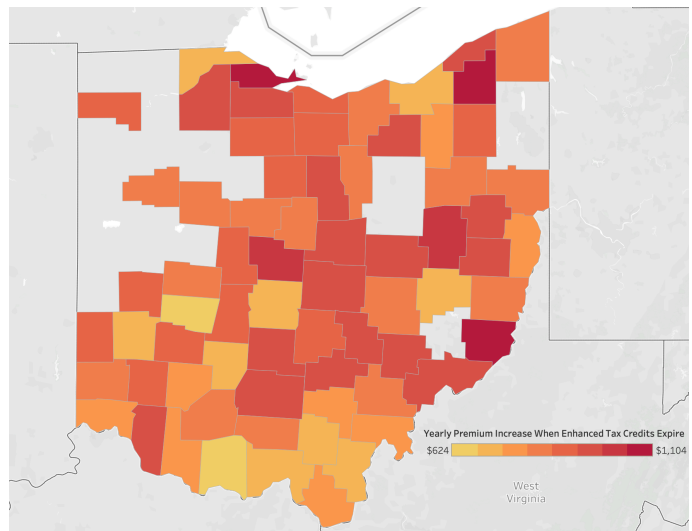 Yearly Premium Increase When Enhanced Tax Credits Expire
$624 $1,104
West
Virginia